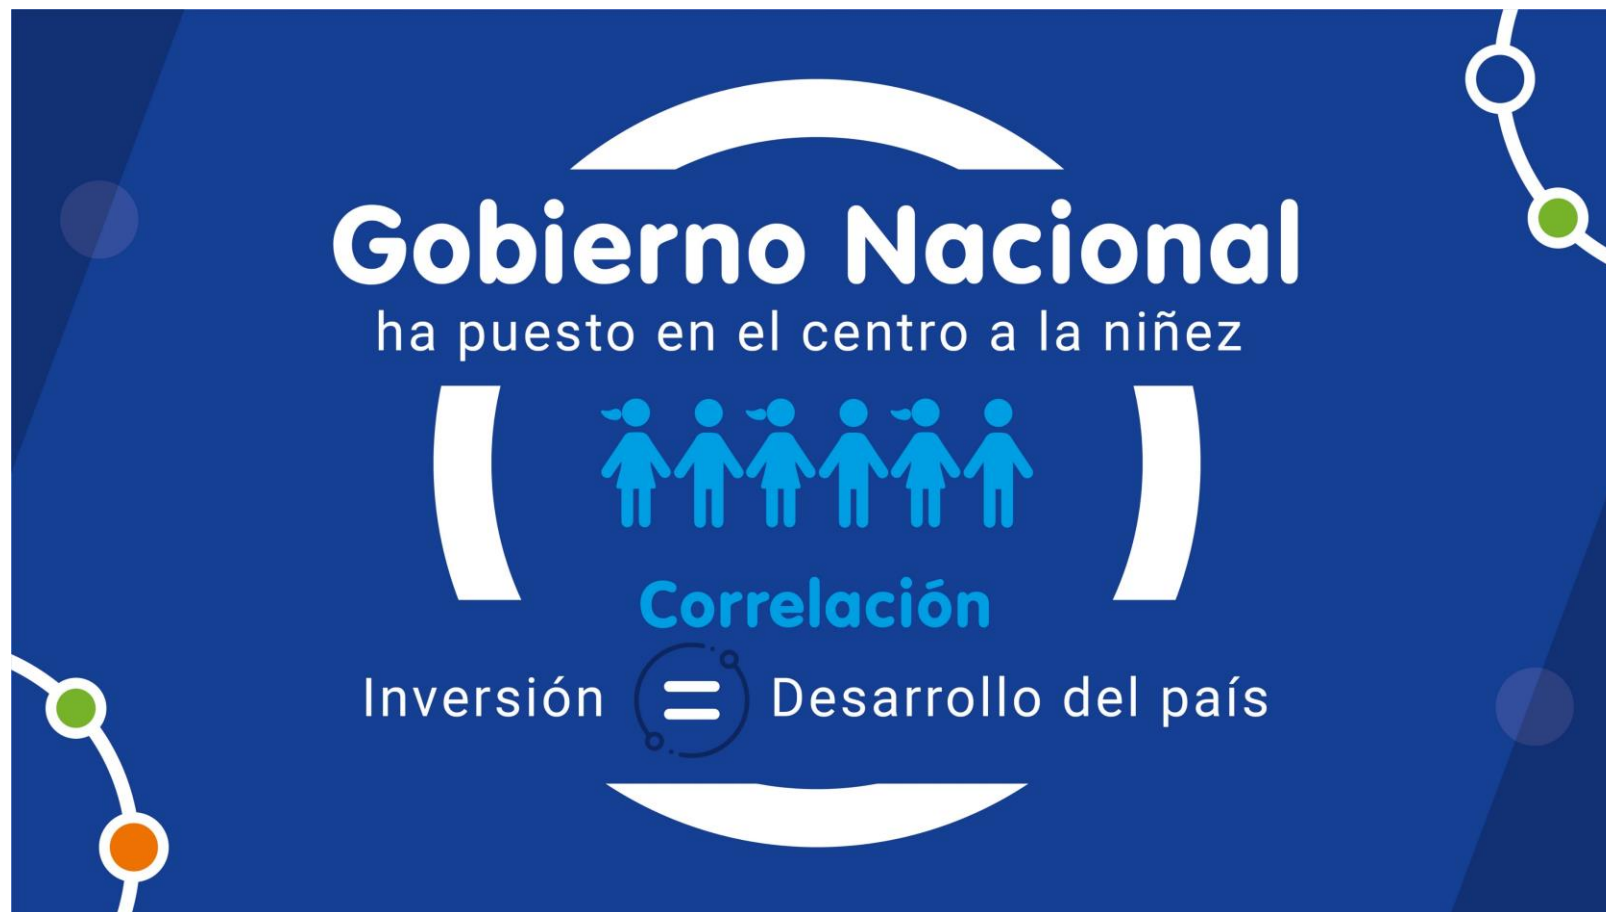 Gobierno Nacional
ha puesto en el centro a la niñez
Correlación
Inversión = Desarrollo del país